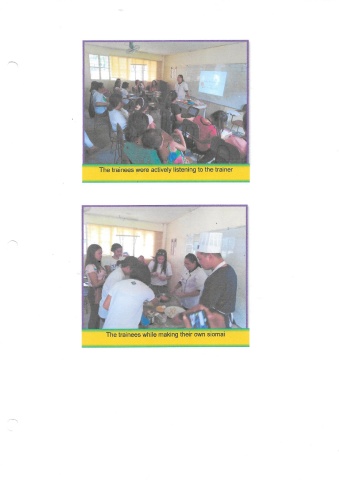 The trainees were actively listening to the trainer
The trainees while making their own siomai